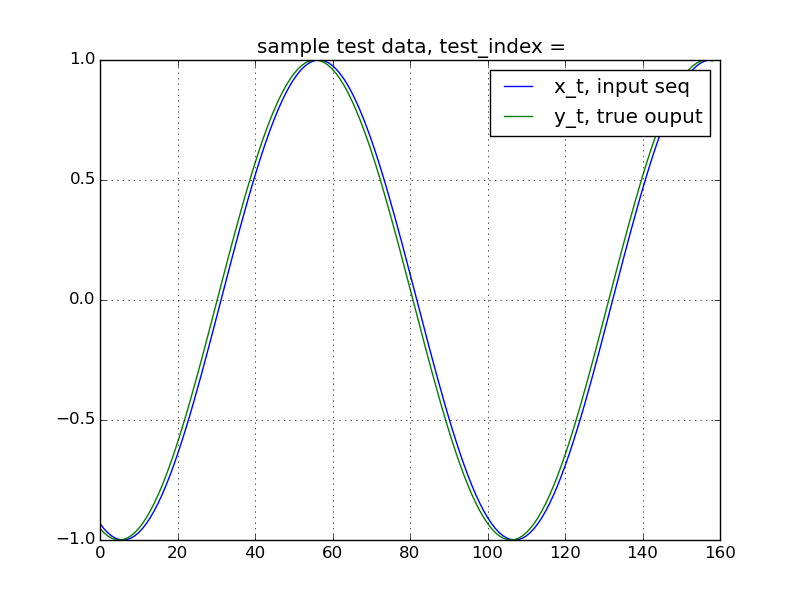 sample test data, test_index =
x_t, input seq
y_t, true ouput
1.0
0.5
0.0
−0.5
−1.0
0 20 40 60 80 100 120 140 160